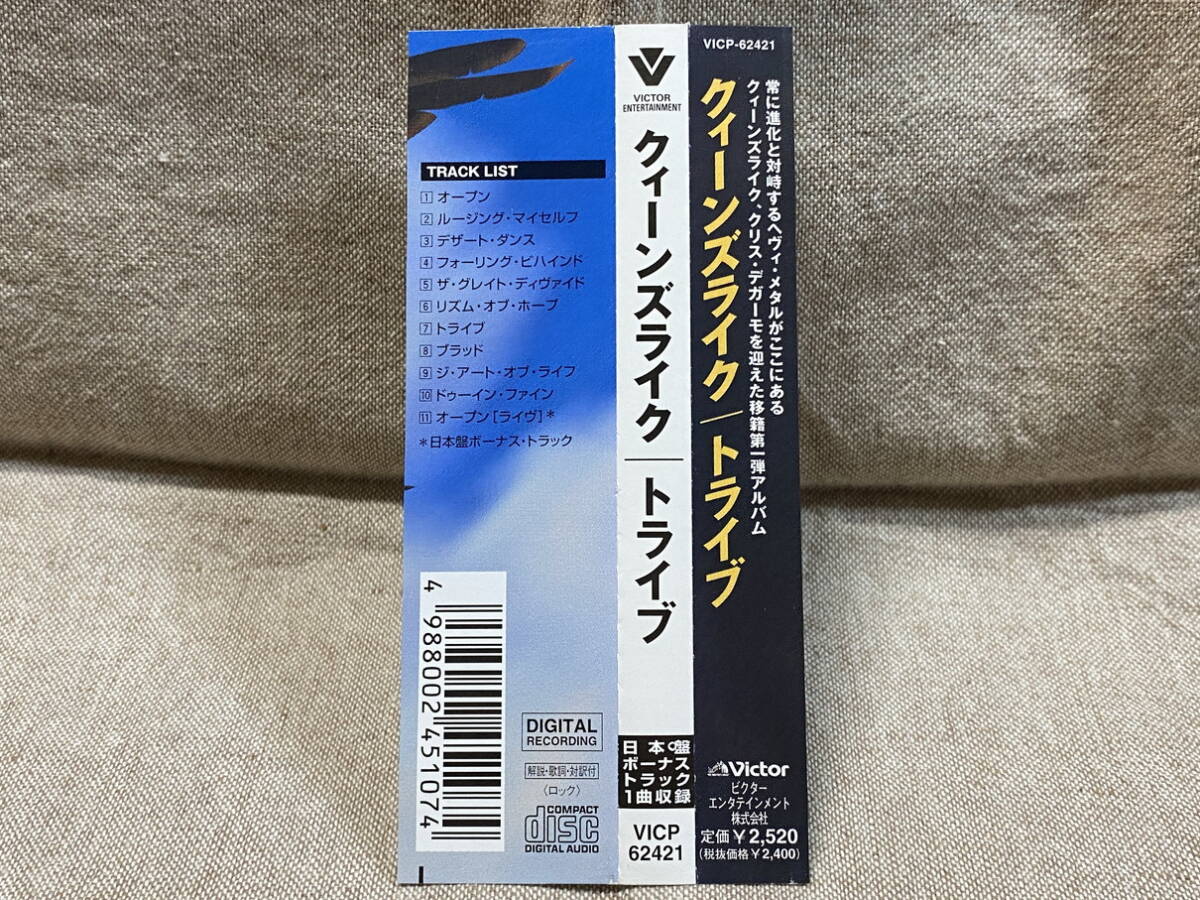 TRACK LIST
1 オープン
2 ルージング・マイセルフ
3 デザート・ダンス
4 フォーリング・ビハインド
5 ザ・グレイト・ディヴァイド
6 リズム・オブ・ホープ
7 トライブ
8 ブラッド
9 ジ・アート・オブ・ライフ
10 ドゥーイン・ファイン
11 オープン[ライヴ]*
*日本盤ボーナス・トラック
4 988002 451074
DIGITAL
RECORDING
解説・歌詞・対訳付
〈ロック〉
COMPACT
disc
DIGITAL AUDIO
VICTOR
ENTERTAINMENT
クィーンズライク
トライブ
日本盤
ボーナス
トラック
1曲収録
VICP
62421
VICP-62421
常に進化と対峙するヘヴィ・メタルがここにある
クィーンズライク、クリス・デガーモを迎えた移籍第一弾アルバム
クィーンズライク/トライブ
Victor
ビクター
エンタテインメント
株式会社
定価¥2,520
(税抜価格¥2,400)